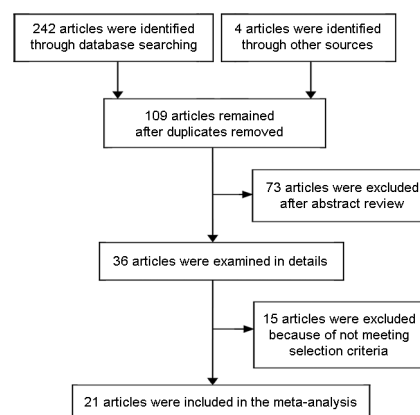 242 articles were identified
through database searching
4 articles were identified
through other sources
109 articles remained
after duplicates removed
73 articles were excluded
after abstract review
36 articles were examined in details
15 articles were excluded
because of not meeting
selection criteria
21 articles were included in the meta-analysis